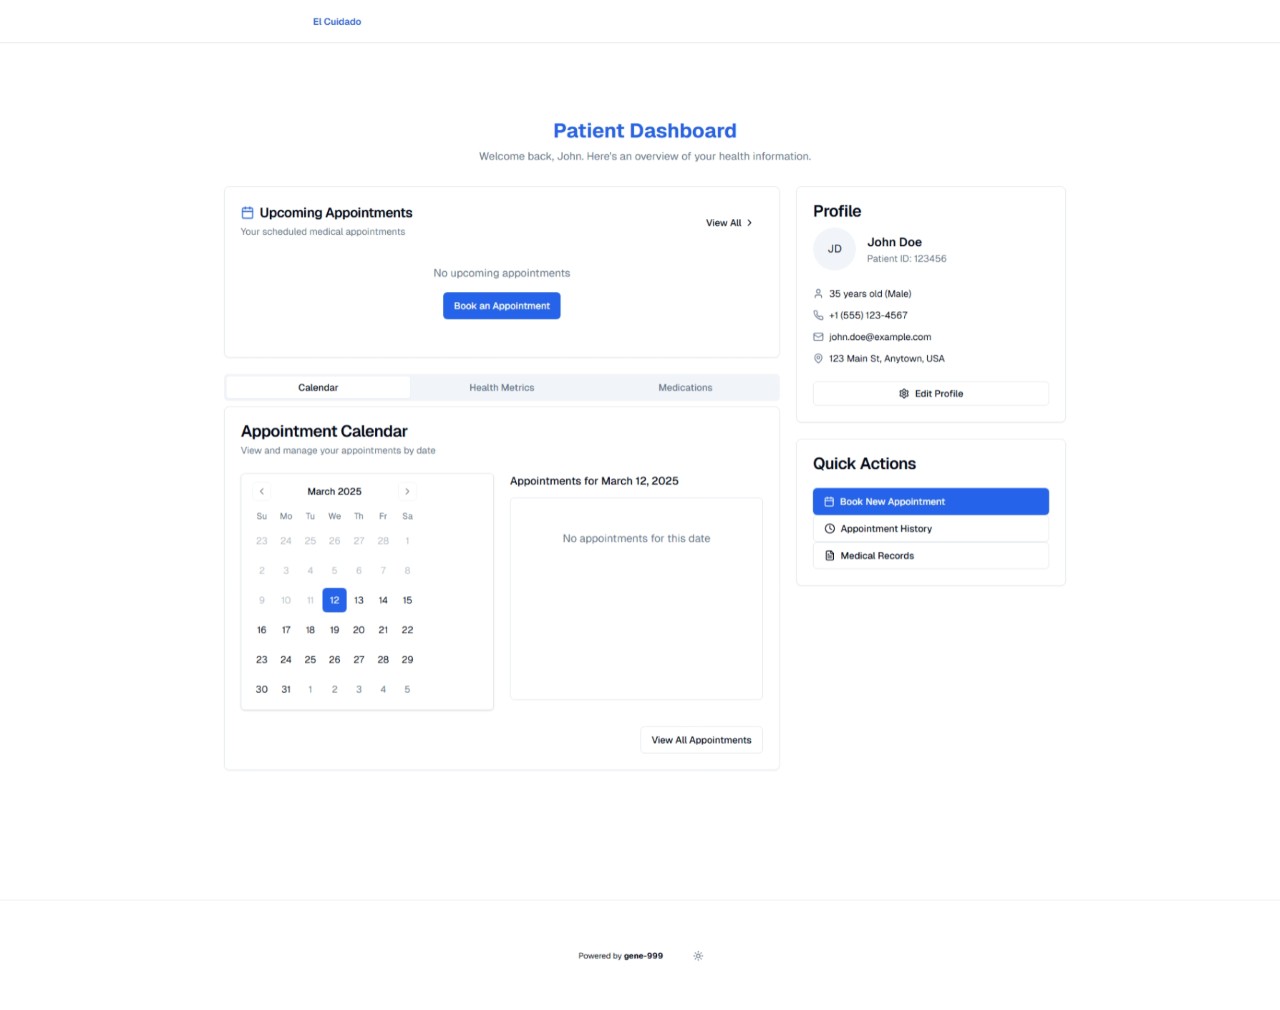 El Cuidado
Patient Dashboard
Welcome back, John. Here's an overview of your health information.
Upcoming Appointments
Your scheduled medical appointments
View All
No upcoming appointments
Book an Appointment
Calendar
Health Metrics
Medications
Appointment Calendar
View and manage your appointments by date
March 2025
Su Mo Tu We Th Fr Sa
23 24 25 26 27 28 1
2 3 4 5 6 7 8
9 10 11 12 13 14 15
16 17 18 19 20 21 22
23 24 25 26 27 28 29
30 31 1 2 3 4 5
Appointments for March 12, 2025
No appointments for this date
View All Appointments
Profile
JD
John Doe
Patient ID: 123456
35 years old (Male)
+1 (555) 123-4567
john.doe@example.com
123 Main St, Anytown, USA
Edit Profile
Quick Actions
Book New Appointment
Appointment History
Medical Records
Powered by gene-999